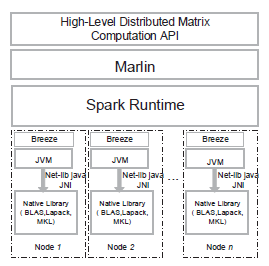 High-Level Distributed Matrix
Computation API
Marlin
Spark Runtime
Breeze
JVM
Net-lib java
JNI
Native Library
( BLAS,Lapack,
MKL)
Node 1
Breeze
JVM
Net-lib java
JNI
Native Library
( BLAS,Lapack,
MKL)
Node 2
...
Breeze
JVM
Net-lib java
JNI
Native Library
( BLAS,Lapack,
MKL)
Node n